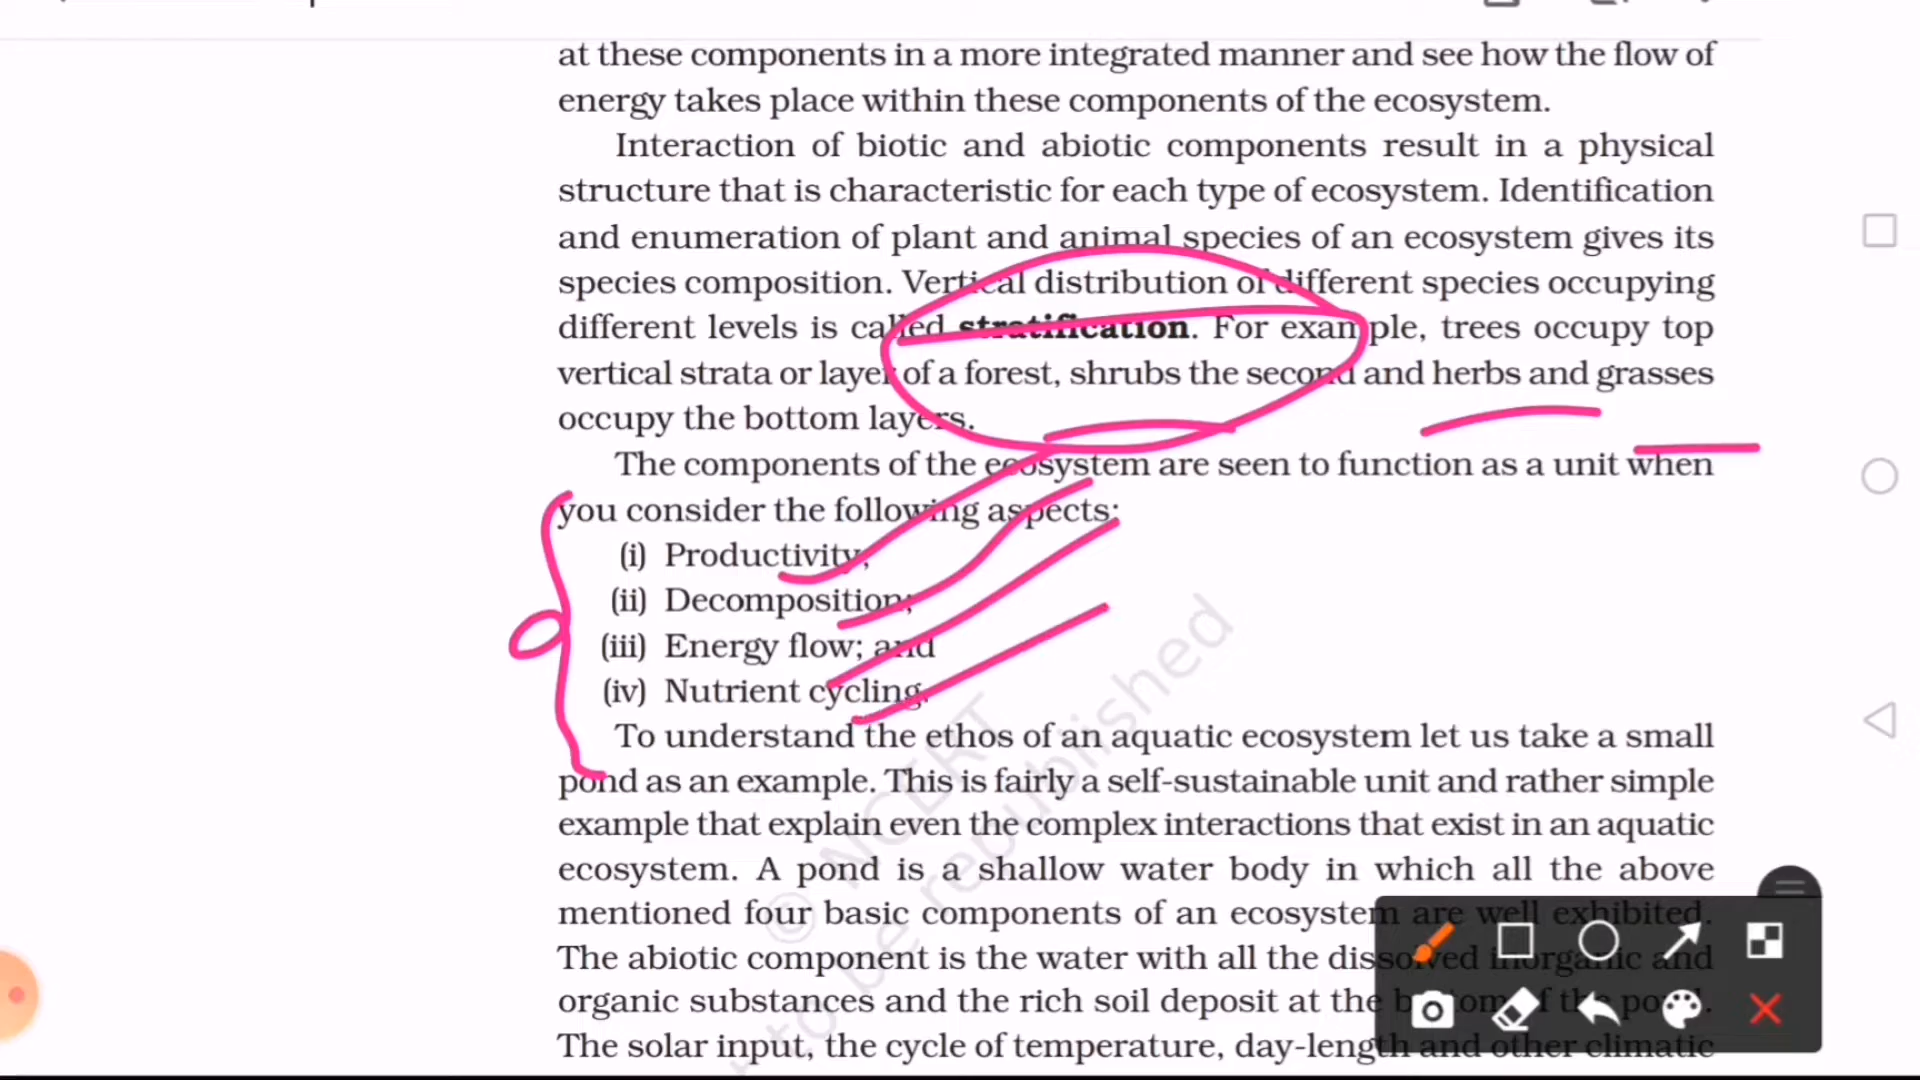 at these components in a more integrated manner and see how the flow of
energy takes place within these components of the ecosystem.
Interaction of biotic and abiotic components result in a physical
structure that is characteristic for each type of ecosystem. Identification
and enumeration of plant and animal species of an ecosystem gives its
species composition. Vertical distribution of different species occupying
different levels is called stratification. For example, trees occupy top
vertical strata or layer of a forest, shrubs the second and herbs and grasses
occupy the bottom layers.
The components of the ecosystem are seen to function as a unit when
you consider the following aspects:
(i) Productivity;
(ii) Decomposition;
(iii) Energy flow; and
(iv) Nutrient cycling.
To understand the ethos of an aquatic ecosystem let us take a small
pond as an example. This is fairly a self-sustainable unit and rather simple
example that explain even the complex interactions that exist in an aquatic
ecosystem. A pond is a shallow water body in which all the above
mentioned four basic components of an ecosystem are well exhibited.
The abiotic component is the water with all the dissolved inorganic and
organic substances and the rich soil deposit at the bottom of the pond.
The solar input, the cycle of temperature, day-length and other climatic
© NCERT
to be republished